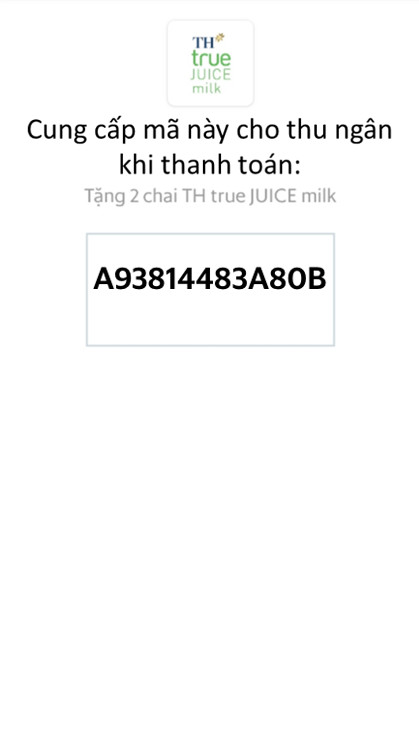 TH
true
JUICE
milk
Cung cấp mã này cho thu ngân
khi thanh toán:
Tặng 2 chai TH true JUICE milk
A93814483A80B